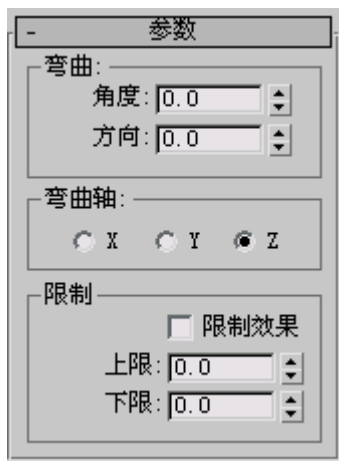 - 参数
弯曲:
角度: 0.0
方向: 0.0
弯曲轴:
X Y Z
限制
限制效果
上限: 0.0
下限: 0.0